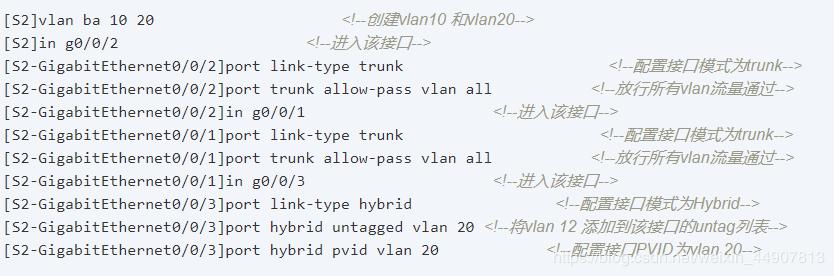 [S2]vlan ba 10 20 <!--创建vlan10 和vlan20-->
[S2]in g0/0/2 <!--进入该接口-->
[S2-GigabitEthernet0/0/2]port link-type trunk <!--配置接口模式为trunk-->
[S2-GigabitEthernet0/0/2]port trunk allow-pass vlan all <!--放行所有vlan流量通过-->
[S2-GigabitEthernet0/0/2]in g0/0/1 <!--进入该接口-->
[S2-GigabitEthernet0/0/1]port link-type trunk <!--配置接口模式为trunk-->
[S2-GigabitEthernet0/0/1]port trunk allow-pass vlan all <!--放行所有vlan流量通过-->
[S2-GigabitEthernet0/0/1]in g0/0/3 <!--进入该接口-->
[S2-GigabitEthernet0/0/3]port link-type hybrid <!--配置接口模式为Hybrid-->
[S2-GigabitEthernet0/0/3]port hybrid untagged vlan 20 <!--将vlan 12 添加到该接口的untag列表-->
[S2-GigabitEthernet0/0/3]port hybrid pvid vlan 20 <!--配置接口PVID为vlan 20-->
https://blog.csdn.net/weixin_44907813